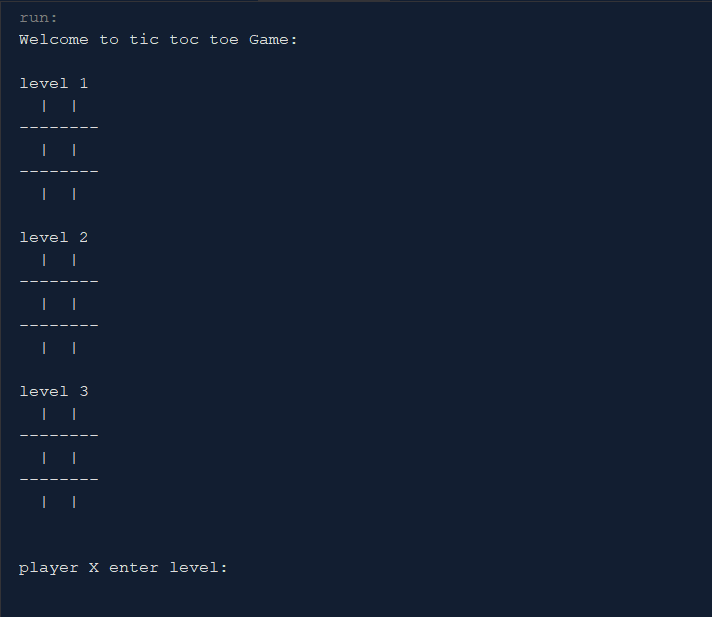 run:
Welcome to tic toc toe Game:
level 1
  |  |
--------
  |  |
--------
  |  |
level 2
  |  |
--------
  |  |
--------
  |  |
level 3
  |  |
--------
  |  |
--------
  |  |
player X enter level: